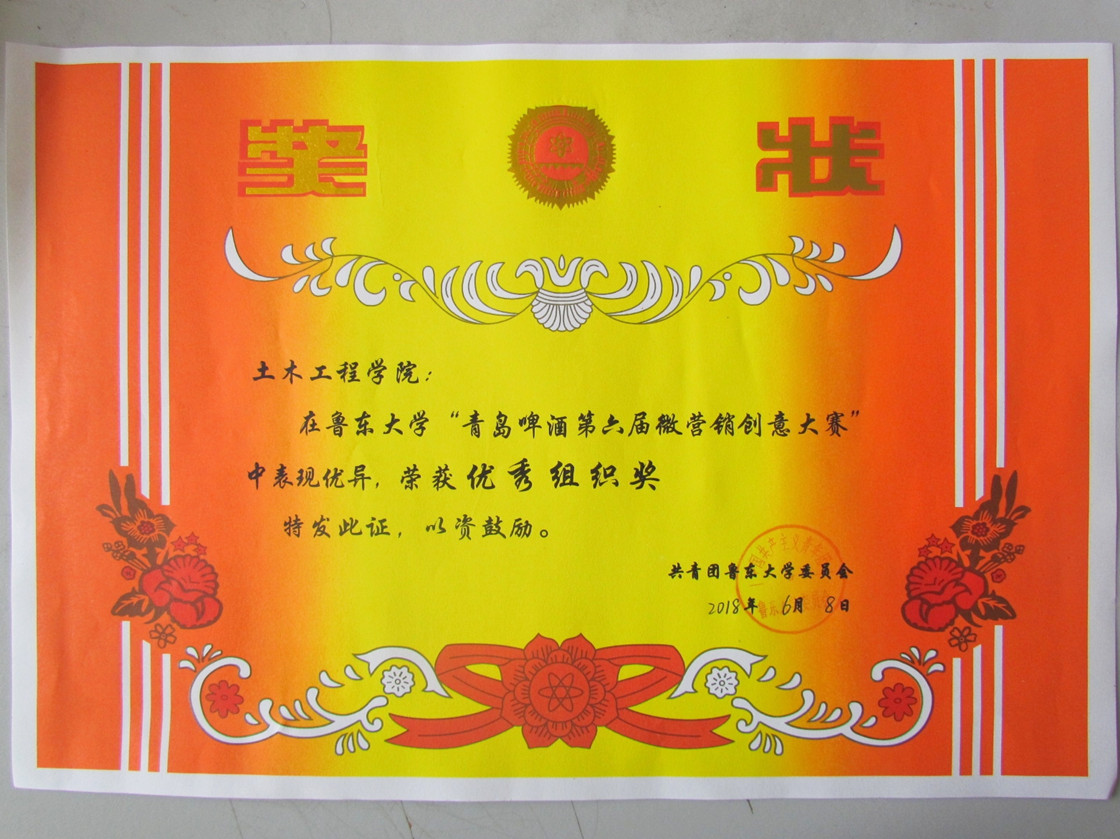 奖 状
土木工程学院：
在鲁东大学“青岛啤酒第六届微营销创意大赛”
中表现优异，荣获优秀组织奖
特发此证，以资鼓励。
共青团鲁东大学委员会
2018年 6月 8日